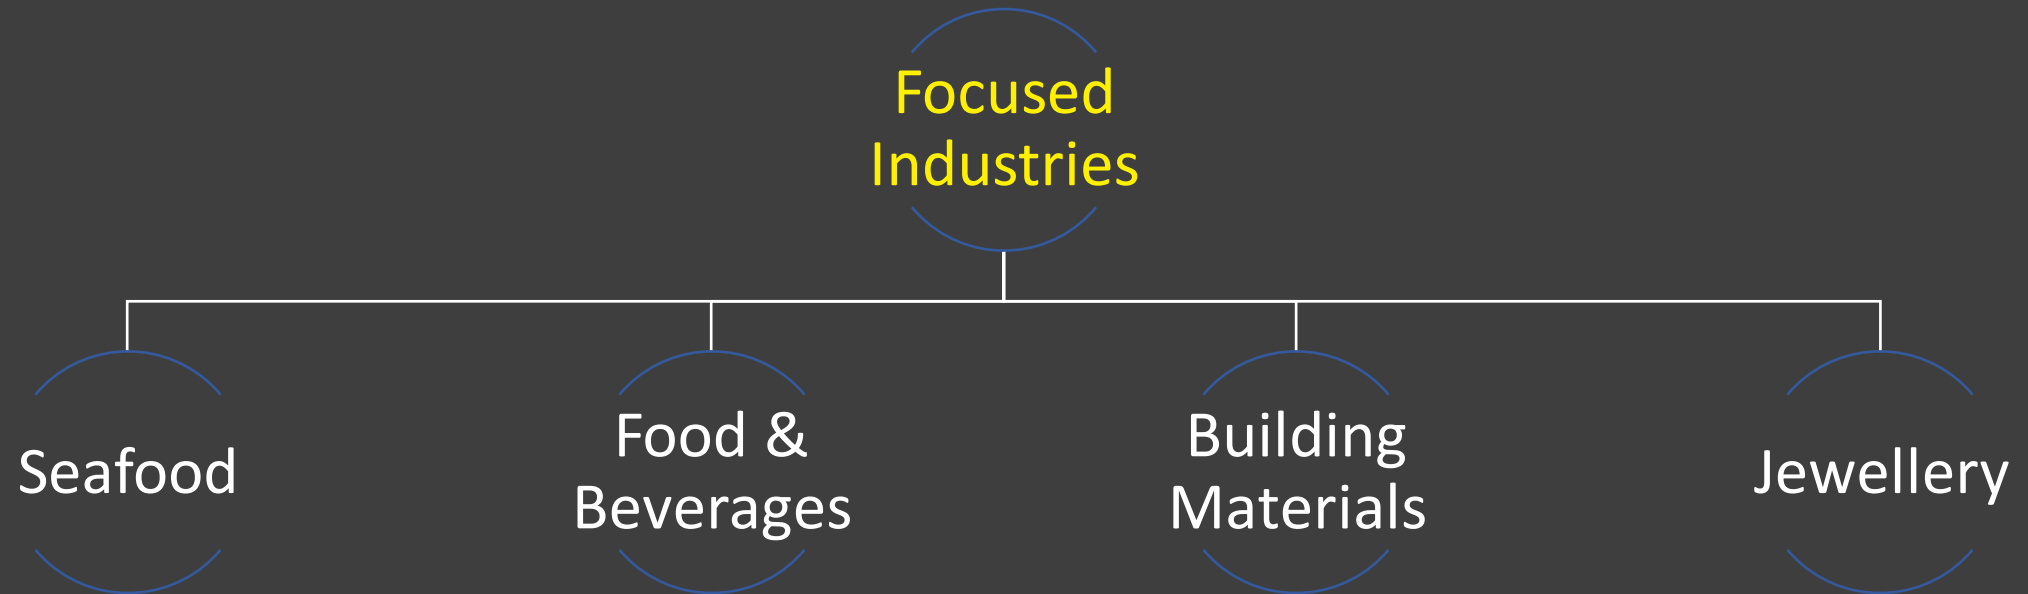 Focused
Industries
Seafood
Food &
Beverages
Building
Materials
Jewellery